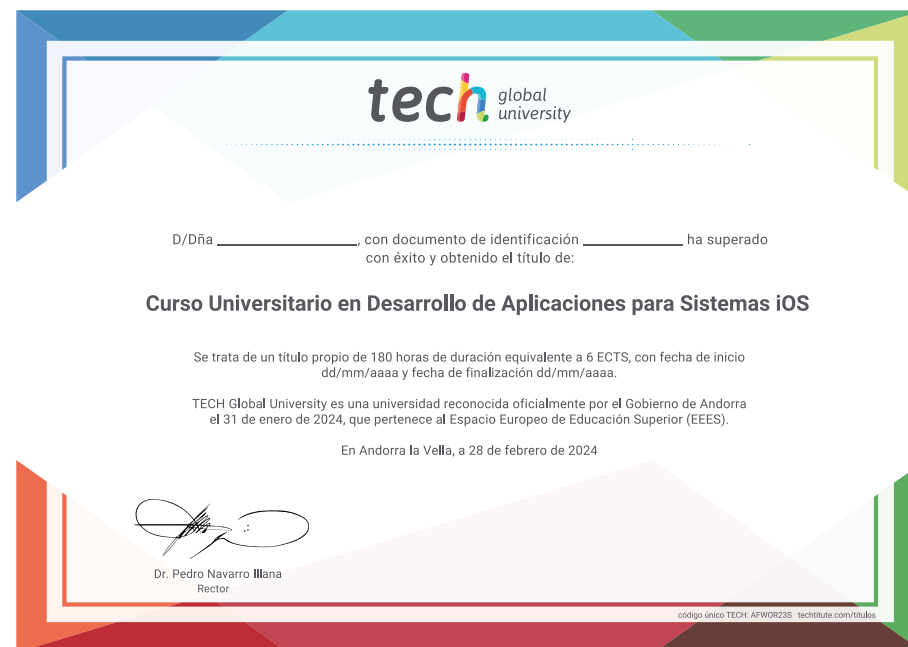 tech global university
D/Dña ____________________, con documento de identificación ______________ ha superado
con éxito y obtenido el título de:
Curso Universitario en Desarrollo de Aplicaciones para Sistemas iOS
Se trata de un título propio de 180 horas de duración equivalente a 6 ECTS, con fecha de inicio
dd/mm/aaaa y fecha de finalización dd/mm/aaaa.
TECH Global University es una universidad reconocida oficialmente por el Gobierno de Andorra
el 31 de enero de 2024, que pertenece al Espacio Europeo de Educación Superior (EEES).
En Andorra la Vella, a 28 de febrero de 2024
Dr. Pedro Navarro Illana
Rector
código único TECH: AFWOR23S techtitute.com/titulos